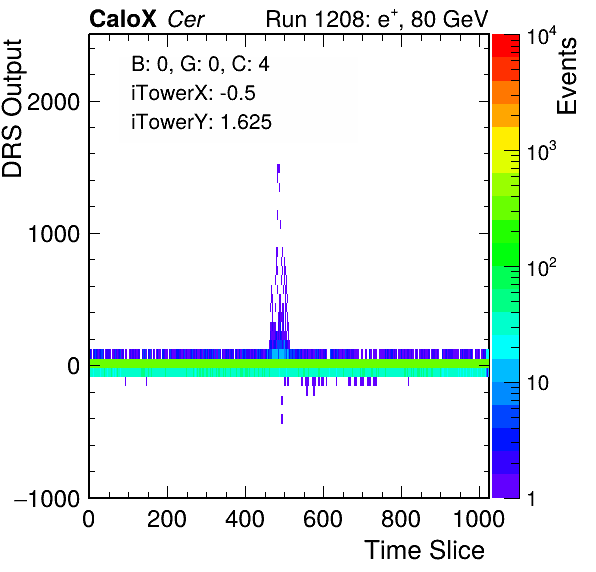 CaloX Cer Run 1208: e+, 80 GeV
B: 0, G: 0, C: 4
iTowerX: -0.5
iTowerY: 1.625
DRS Output
2000
1000
0
−1000
0 200 400 600 800 1000
Time Slice
Events
10^4
10^3
10^2
10
1